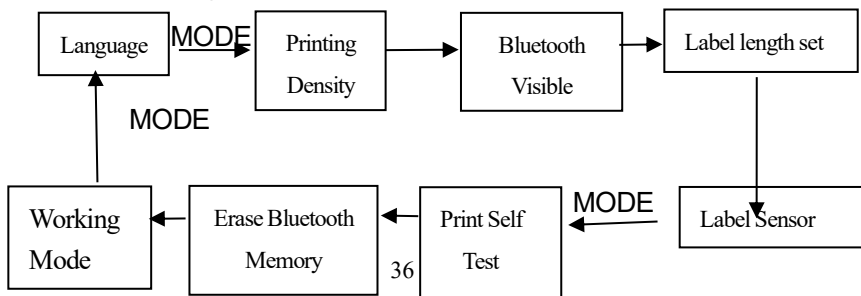 Language
MODE
Printing
Density
Bluetooth
Visible
Label length set
MODE
Working
Mode
Erase Bluetooth
Memory
Print Self
Test
MODE
Label Sensor
36